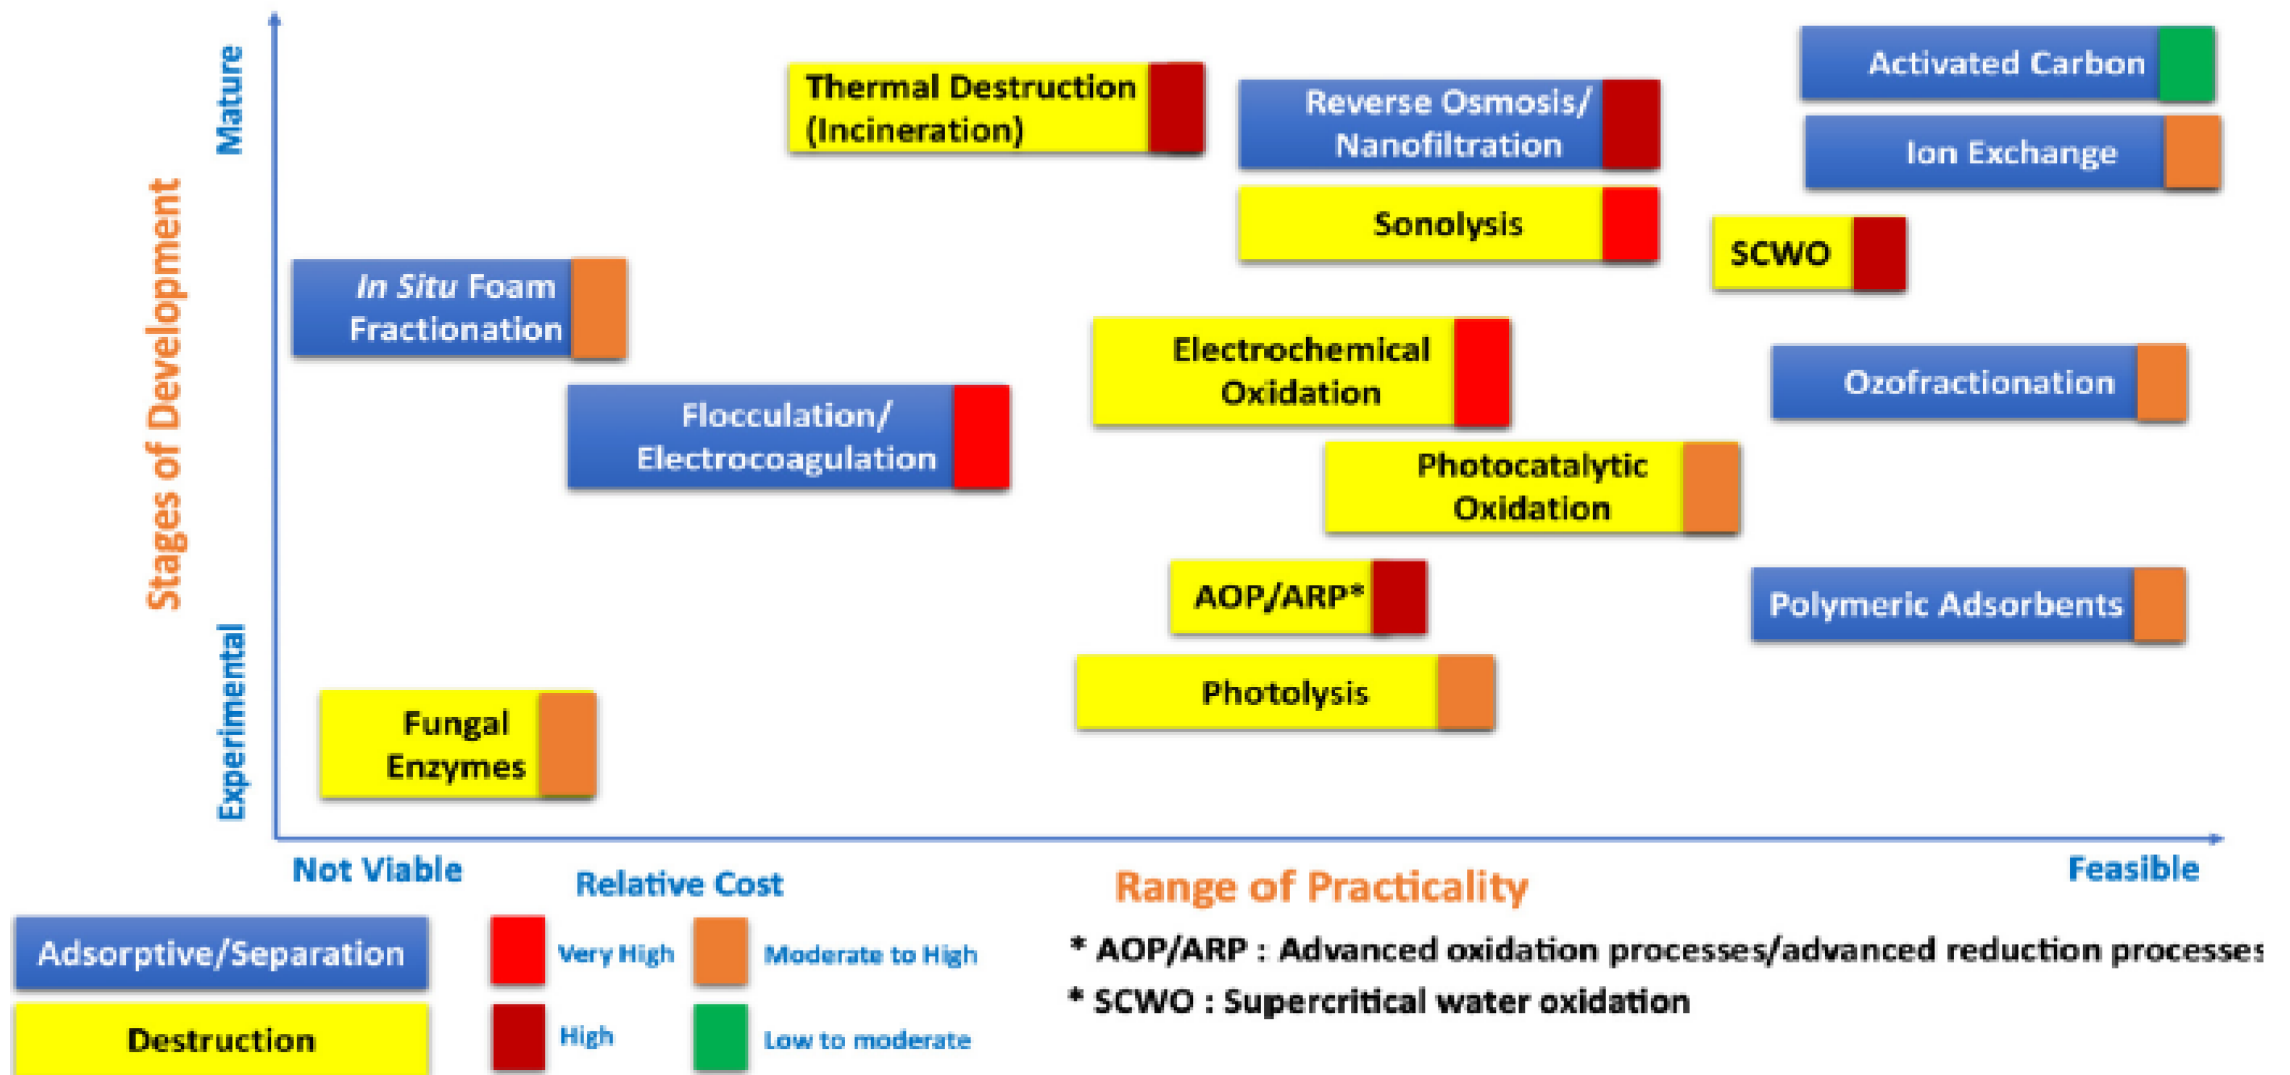 Mature
Stages of Development
Experimental
Thermal Destruction
(Incineration)
Reverse Osmosis/
Nanofiltration
Activated Carbon
Ion Exchange
Sonolysis
SCWO
In Situ Foam
Fractionation
Electrochemical
Oxidation
Ozofractionation
Flocculation/
Electrocoagulation
Photocatalytic
Oxidation
AOP/ARP*
Polymeric Adsorbents
Photolysis
Fungal
Enzymes
Not Viable
Relative Cost
Range of Practicality
Feasible
Adsorptive/Separation
Very High
Moderate to High
* AOP/ARP : Advanced oxidation processes/advanced reduction processes
* SCWO : Supercritical water oxidation
Destruction
High
Low to moderate